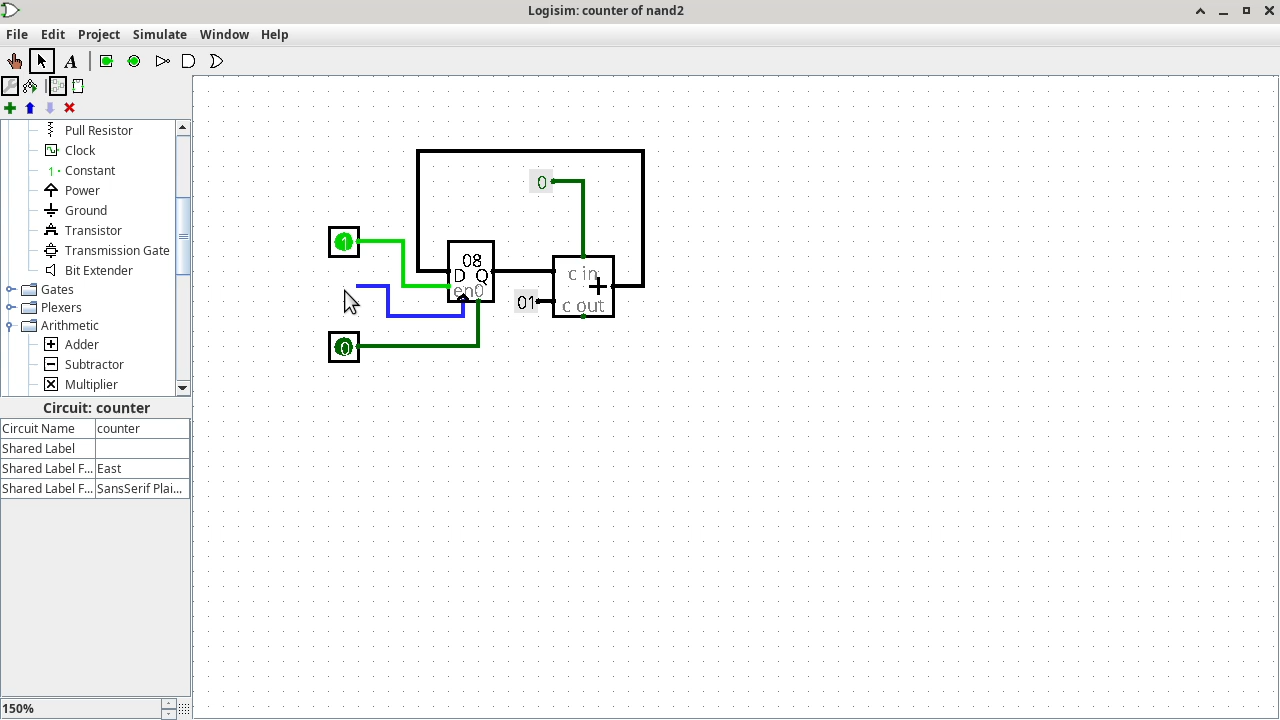 Logisim: counter of nand2
File Edit Project Simulate Window Help
A
Pull Resistor
Clock
1 Constant
Power
Ground
Transistor
Transmission Gate
Bit Extender
Gates
Plexers
Arithmetic
Adder
Subtractor
Multiplier
Circuit: counter
Circuit Name counter
Shared Label
Shared Label F... East
Shared Label F... SansSerif Plai...
150%
0
1
08
D Q
en0
c in
01
c out
0